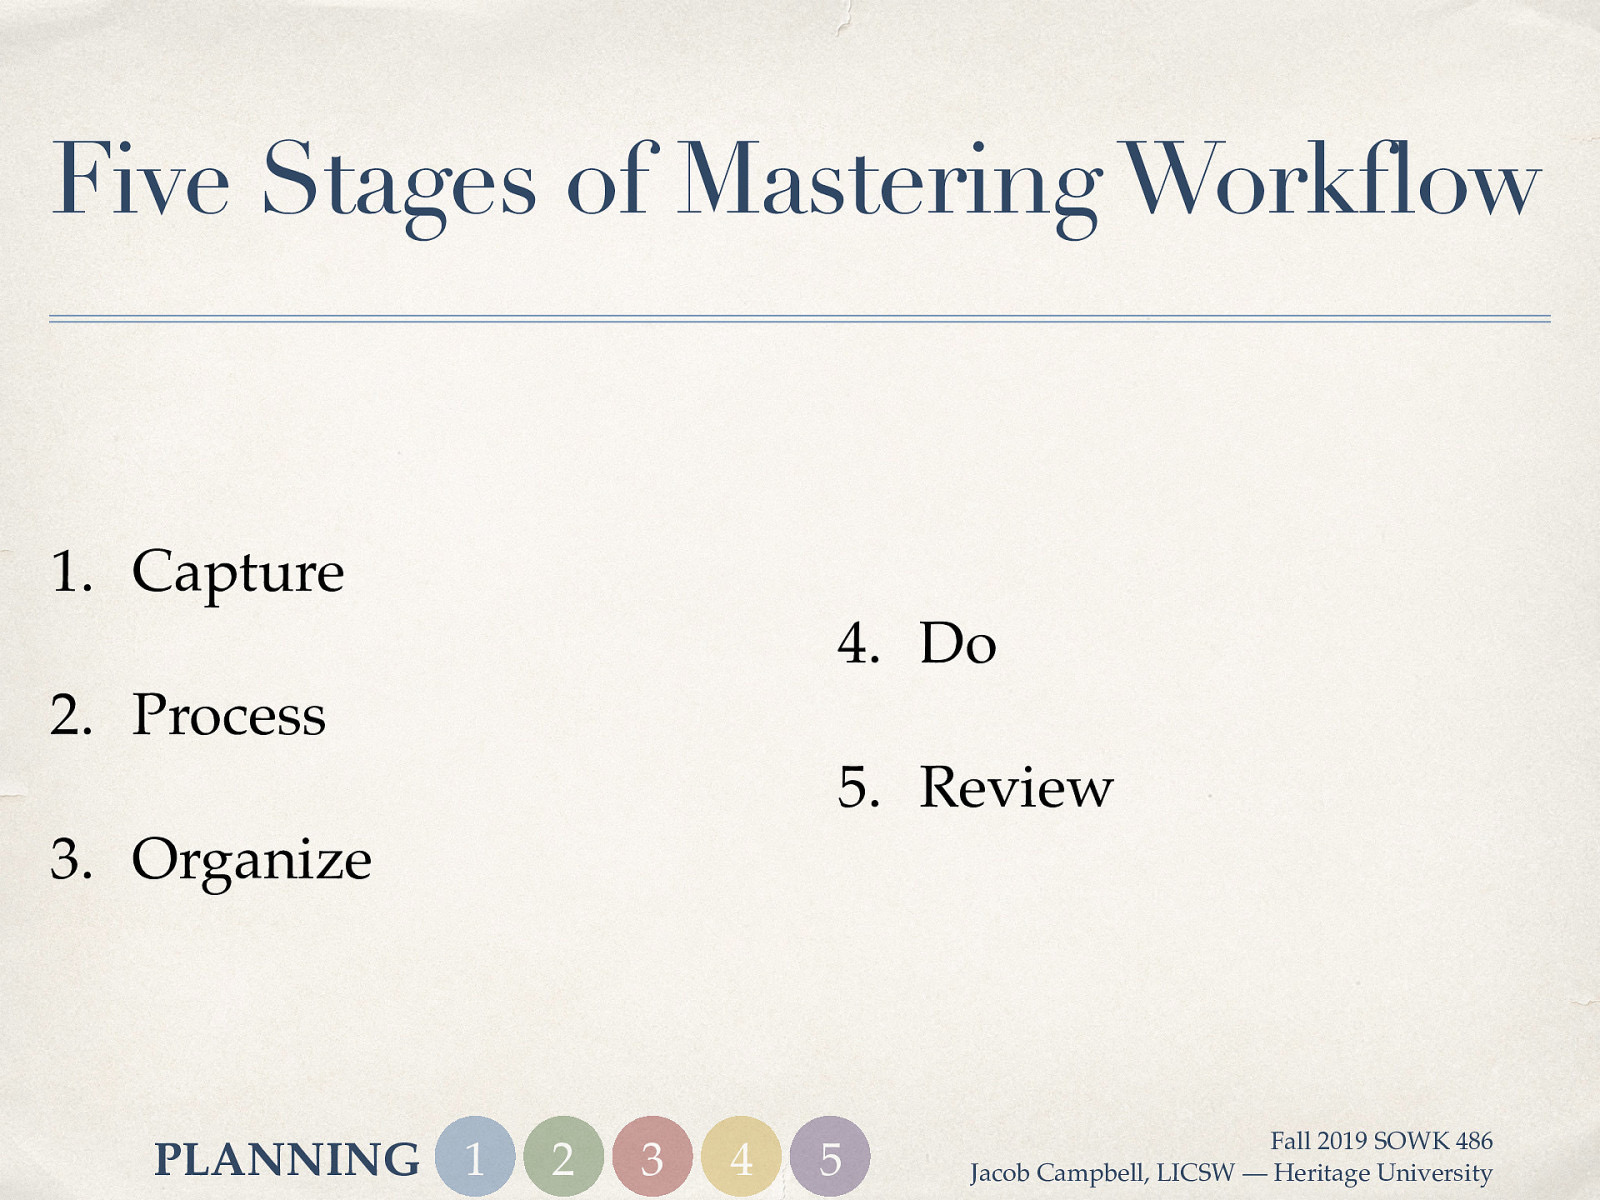 Five Stages of Mastering Workflow
1. Capture
2. Process
3. Organize
4. Do
5. Review
PLANNING 1 2 3 4 5
Fall 2019 SOWK 486
Jacob Campbell, LICSW — Heritage University